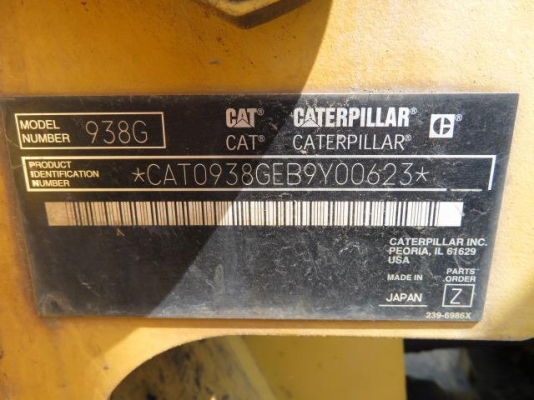 MODEL NUMBER 938G
CAT® CATERPILLAR® C
CAT® CATERPILLAR®
PRODUCT IDENTIFICATION NUMBER *CAT0938GEB9Y00623*
CATERPILLAR INC.
PEORIA, IL 61629
USA
MADE IN JAPAN
PARTS ORDER Z
239-6986X